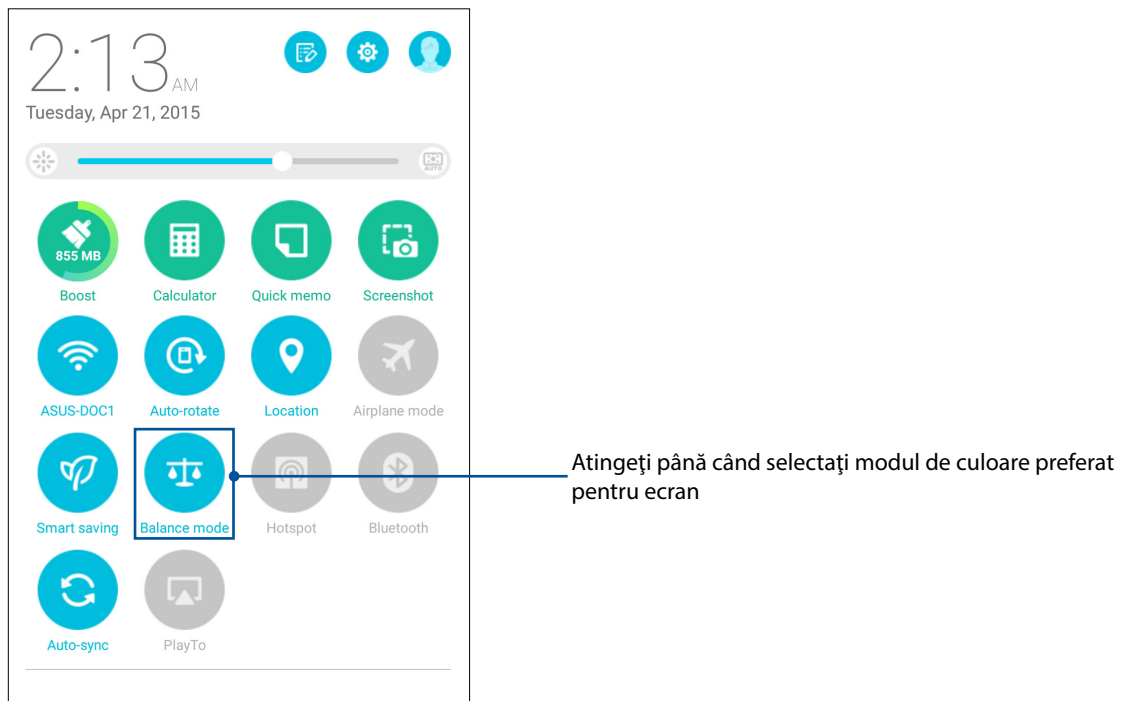 2:13 AM
Tuesday, Apr 21, 2015
AUTO
855 MB
Boost Calculator Quick memo Screenshot
ASUS-DOC1 Auto-rotate Location Airplane mode
Smart saving Balance mode Hotspot Bluetooth
Atingeţi până când selectaţi modul de culoare preferat
pentru ecran
Auto-sync PlayTo